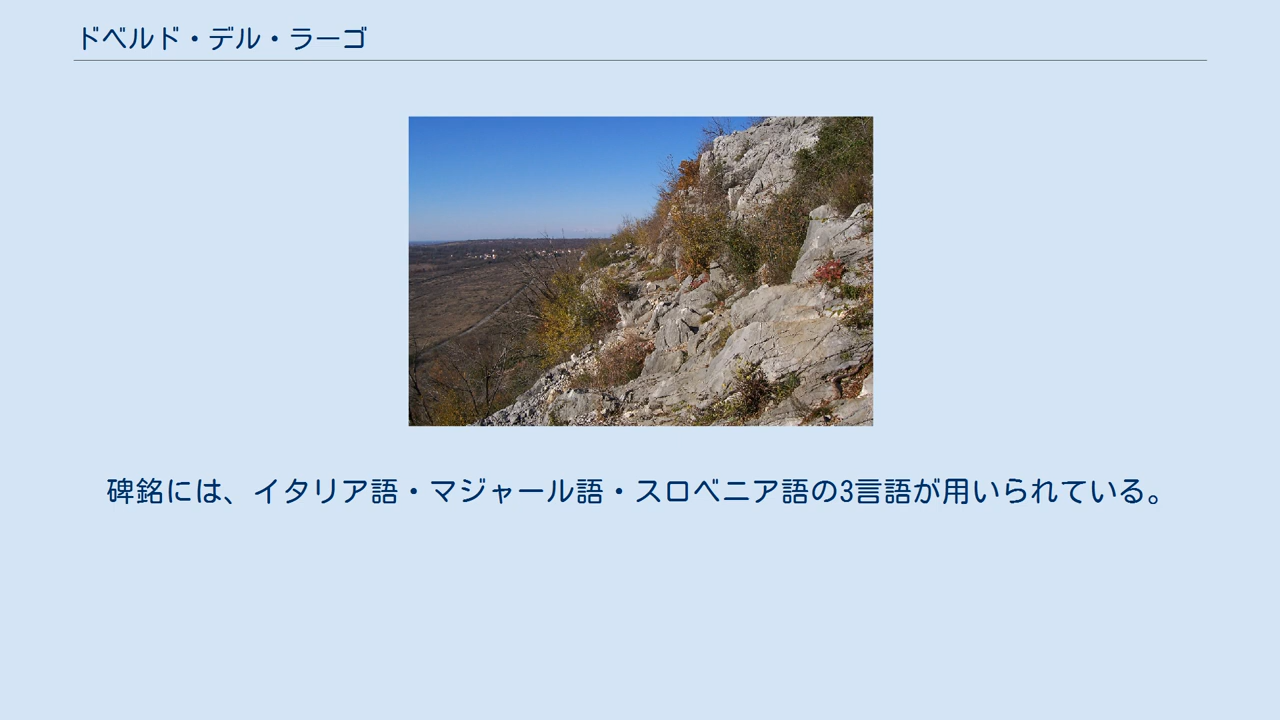 ドベルド・デル・ラーゴ
碑銘には、イタリア語・マジャール語・スロベニア語の3言語が用いられている。